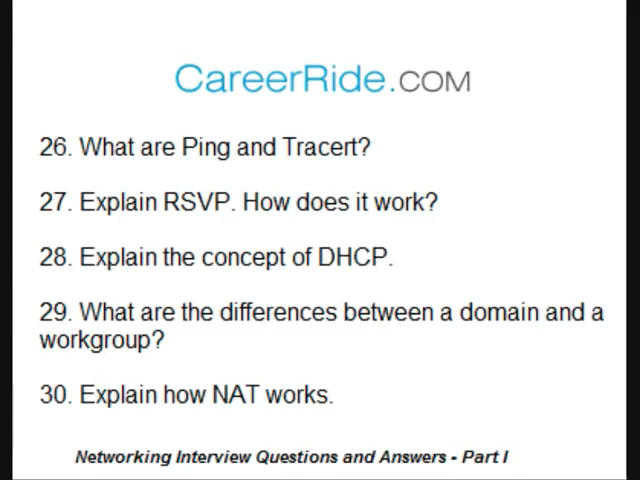 CareerRide.COM
26. What are Ping and Tracert?
27. Explain RSVP. How does it work?
28. Explain the concept of DHCP.
29. What are the differences between a domain and a
workgroup?
30. Explain how NAT works.
Networking Interview Questions and Answers - Part I